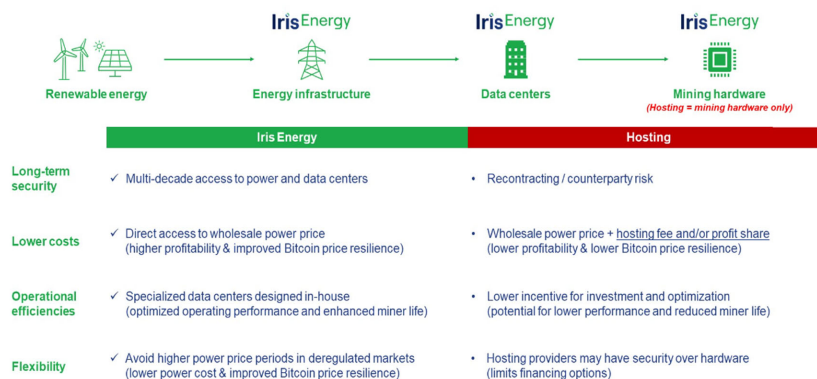 Iris Energy
Iris Energy
Iris Energy
Renewable energy
Energy infrastructure
Data centers
Mining hardware
(Hosting = mining hardware only)
Iris Energy
Hosting
Long-term
security
✓ Multi-decade access to power and data centers
• Recontracting / counterparty risk
Lower costs
✓ Direct access to wholesale power price
(higher profitability & improved Bitcoin price resilience)
• Wholesale power price + hosting fee and/or profit share
(lower profitability & lower Bitcoin price resilience)
Operational
efficiencies
✓ Specialized data centers designed in-house
(optimized operating performance and enhanced miner life)
• Lower incentive for investment and optimization
(potential for lower performance and reduced miner life)
Flexibility
✓ Avoid higher power price periods in deregulated markets
(lower power cost & improved Bitcoin price resilience)
• Hosting providers may have security over hardware
(limits financing options)